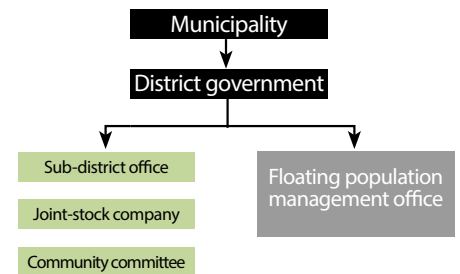 Municipality
District government
Sub-district office
Joint-stock company
Community committee
Floating population
management office